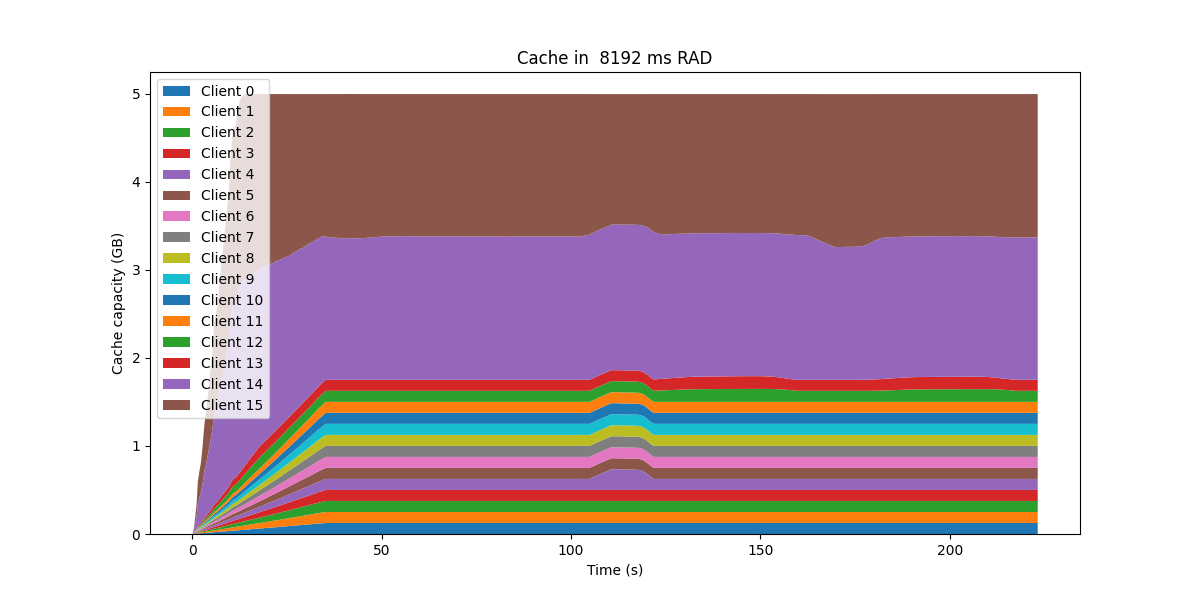 Cache in  8192 ms RAD
Cache capacity (GB)
5
4
3
2
1
0
Client 0
Client 1
Client 2
Client 3
Client 4
Client 5
Client 6
Client 7
Client 8
Client 9
Client 10
Client 11
Client 12
Client 13
Client 14
Client 15
0 50 100 150 200
Time (s)